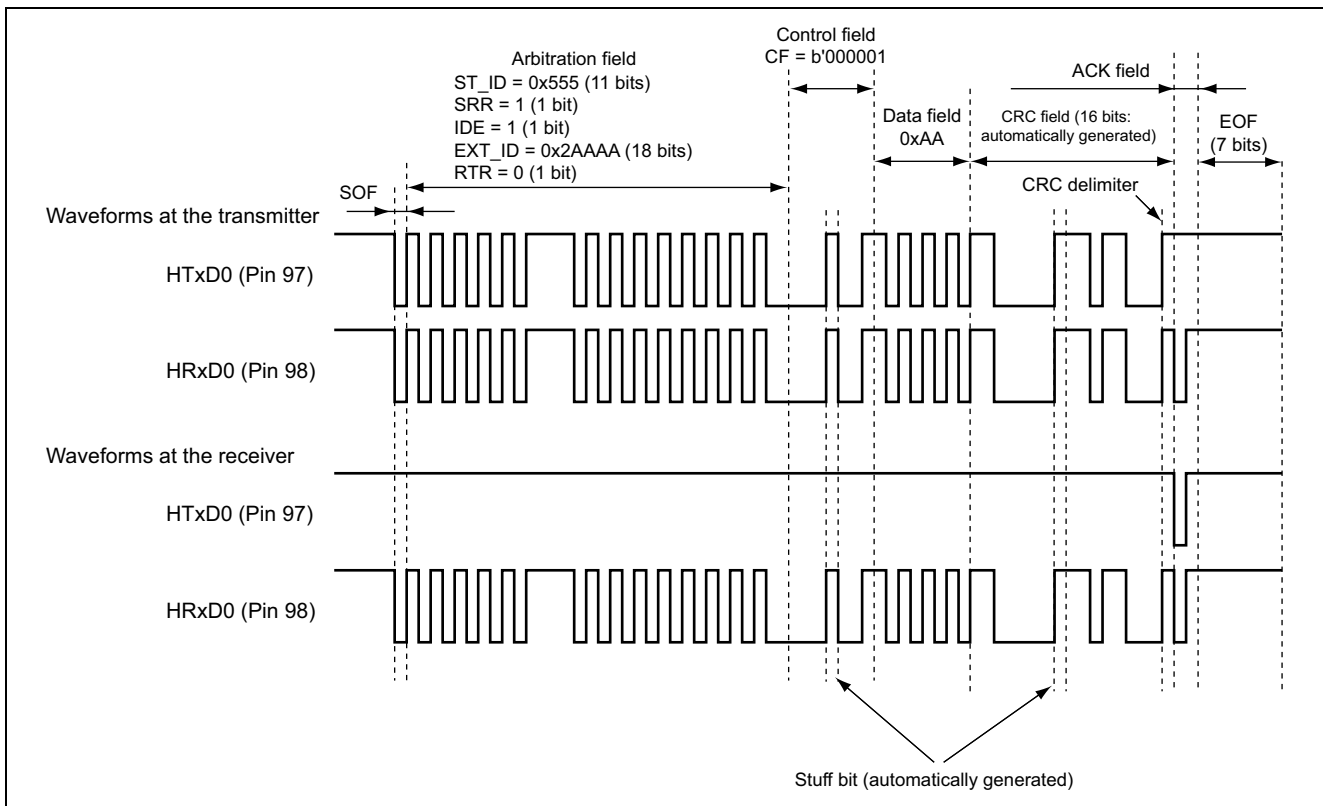 Control field
CF = b'000001
Arbitration field
ST_ID = 0x555 (11 bits)
SRR = 1 (1 bit)
IDE = 1 (1 bit)
EXT_ID = 0x2AAAA (18 bits)
RTR = 0 (1 bit)
ACK field
Data field
0xAA
CRC field (16 bits:
automatically generated)
EOF
(7 bits)
SOF
CRC delimiter
Waveforms at the transmitter
HTxD0 (Pin 97)
HRxD0 (Pin 98)
Waveforms at the receiver
HTxD0 (Pin 97)
HRxD0 (Pin 98)
Stuff bit (automatically generated)